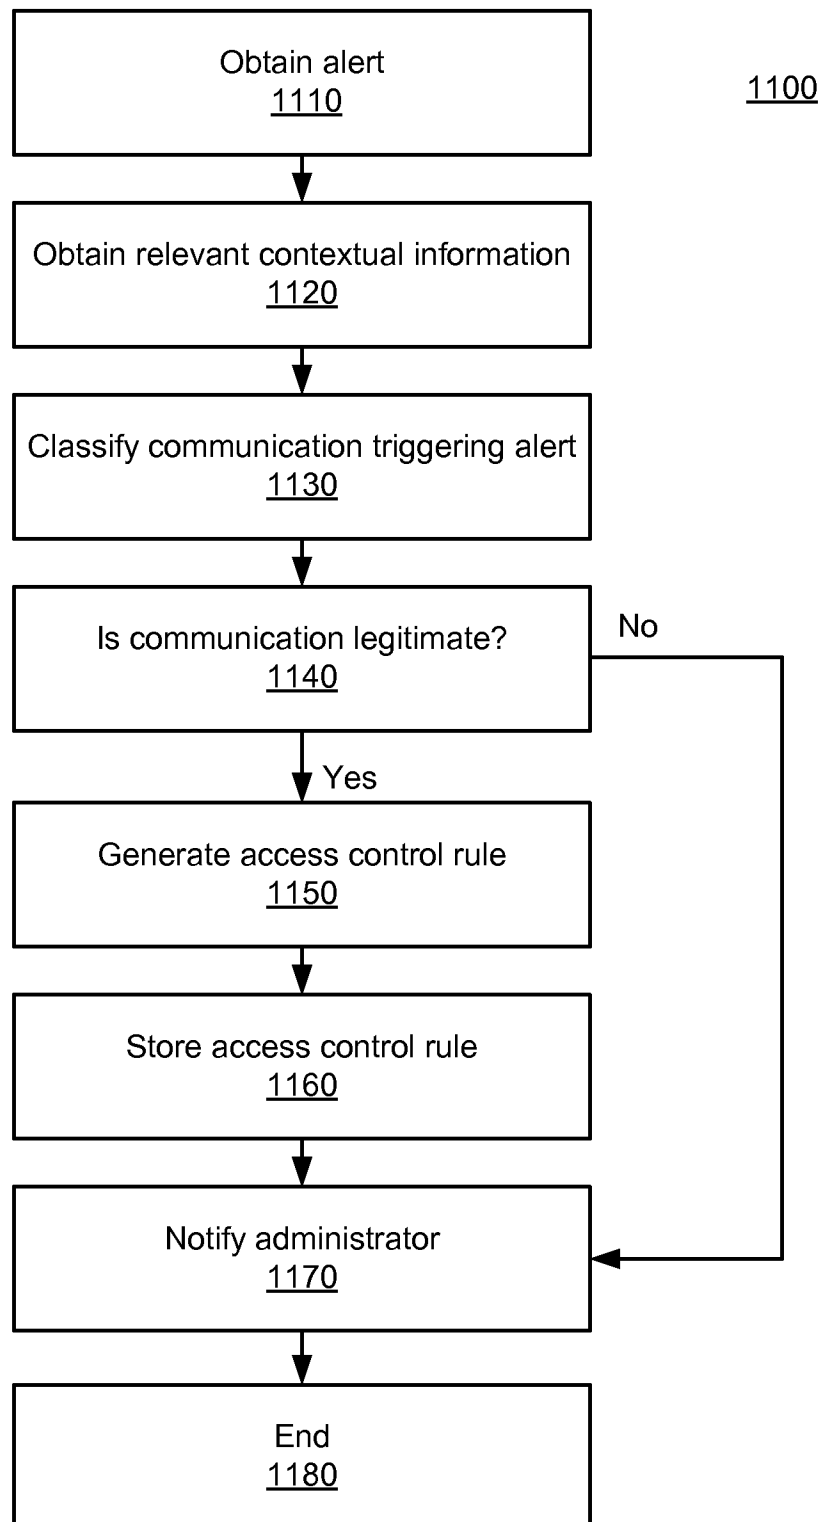 Obtain alert
1110
1100
Obtain relevant contextual information
1120
Classify communication triggering alert
1130
Is communication legitimate?
1140
No
Yes
Generate access control rule
1150
Store access control rule
1160
Notify administrator
1170
End
1180